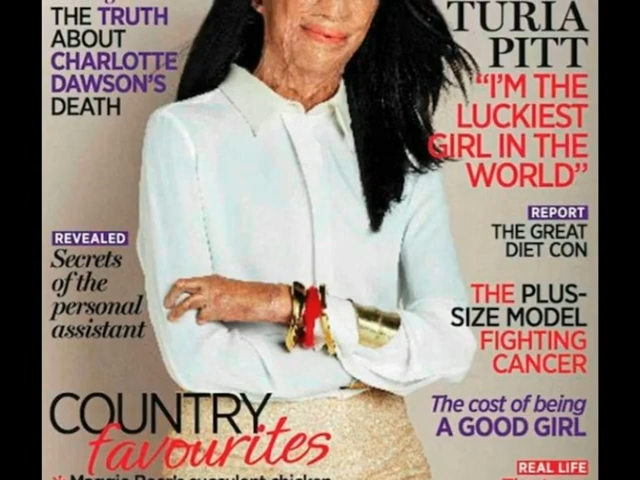 THE TRUTH
ABOUT
CHARLOTTE
DAWSON'S
DEATH
TURIA
PITT
"I'M THE
LUCKIEST
GIRL IN THE
WORLD"
REPORT
THE GREAT
DIET CON
REVEALED
Secrets
of the
personal
assistant
THE PLUS-
SIZE MODEL
FIGHTING
CANCER
The cost of being
A GOOD GIRL
COUNTRY
favourites
REAL LIFE